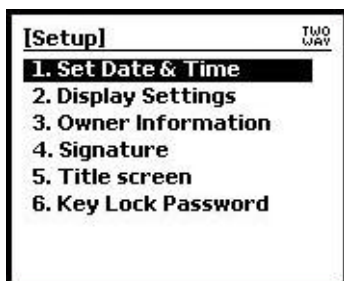 [Setup]
TWO
WAY
1. Set Date & Time
2. Display Settings
3. Owner Information
4. Signature
5. Title screen
6. Key Lock Password